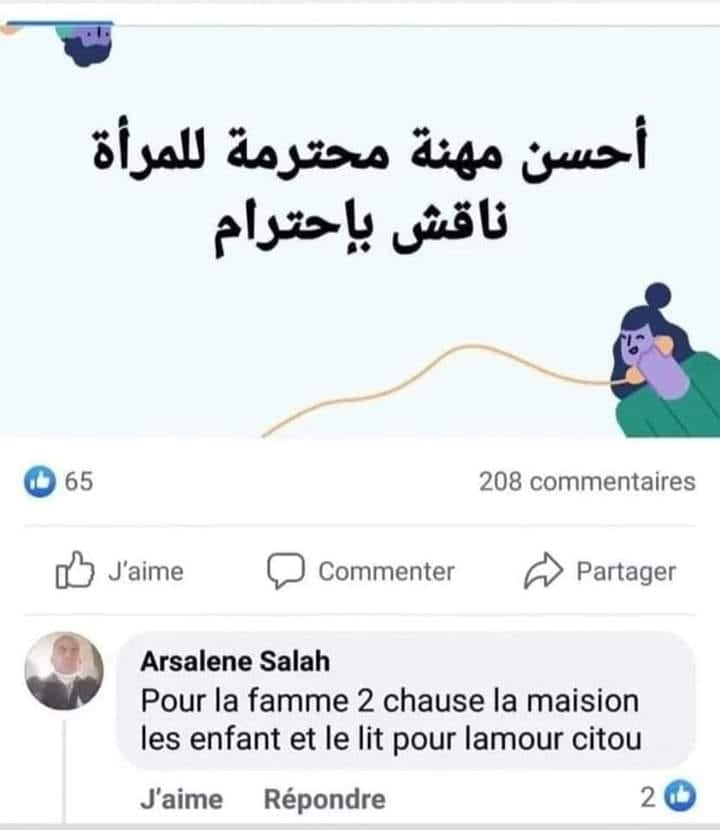 أحسن مهنة محترمة للمرأة
ناقش بإحترام
65
208 commentaires
J'aime
Commenter
Partager
Arsalene Salah
Pour la famme 2 chause la maision
les enfant et le lit pour lamour citou
J'aime Répondre 2